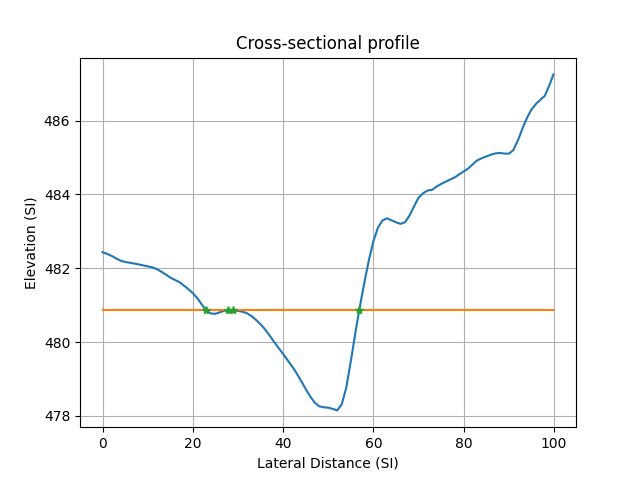 Cross-sectional profile
Elevation (SI)
486
484
482
480
478
0 20 40 60 80 100
Lateral Distance (SI)